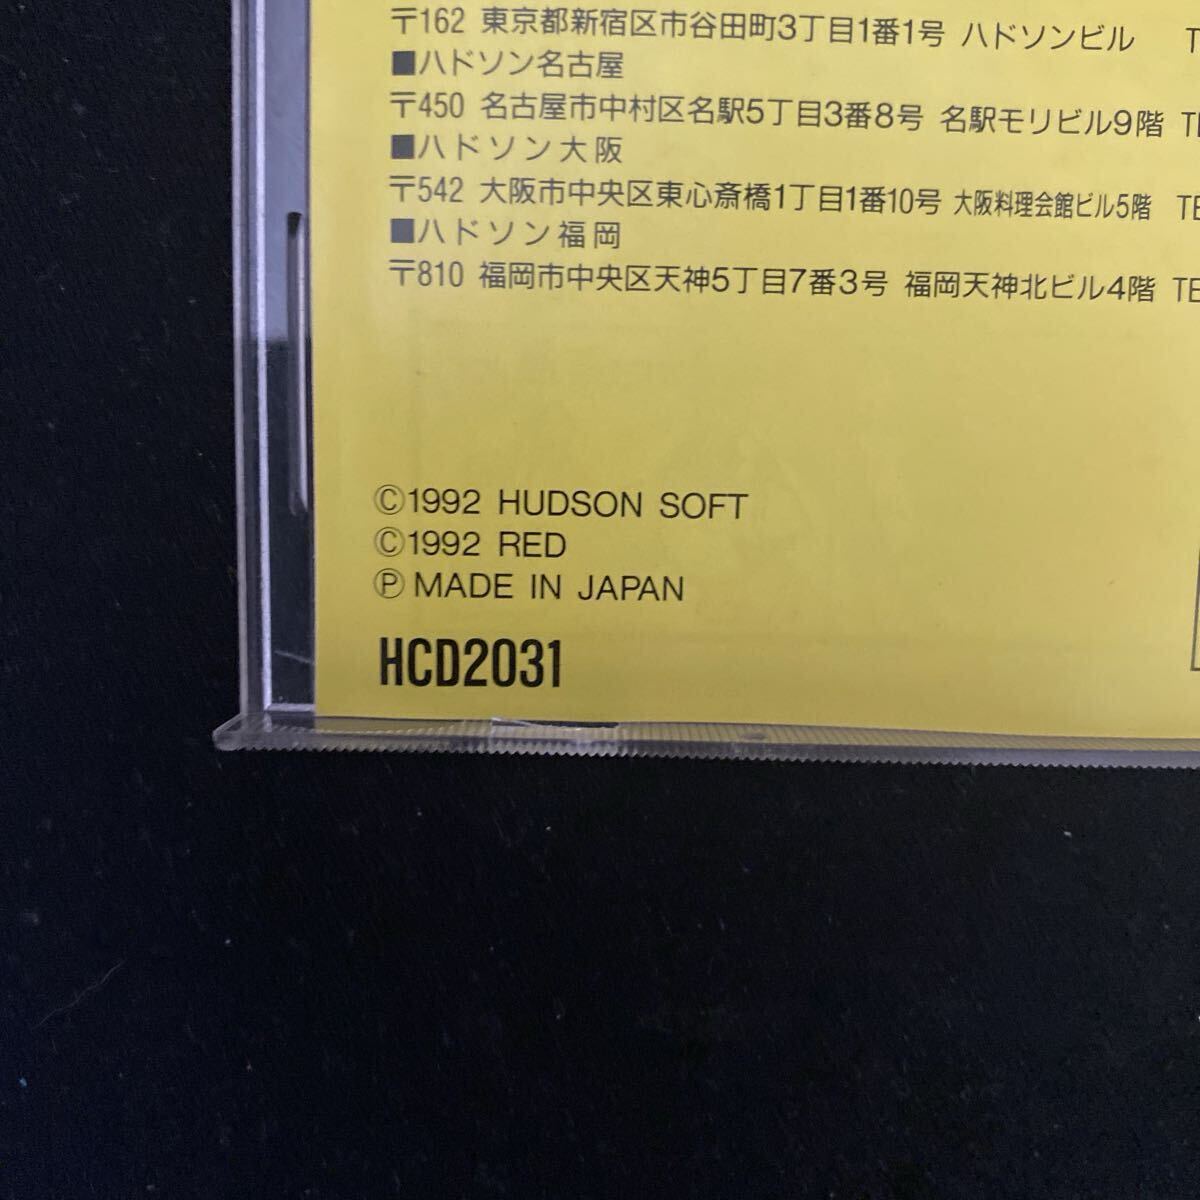 〒162 東京都新宿区市谷田町3丁目1番1号 ハドソンビル T
■ハドソン名古屋
〒450 名古屋市中村区名駅5丁目3番8号 名駅モリビル9階 TE
■ハドソン大阪
〒542 大阪市中央区東心斎橋1丁目1番10号 大阪料理会館ビル5階 TE
■ハドソン福岡
〒810 福岡市中央区天神5丁目7番3号 福岡天神北ビル4階 TE
©1992 HUDSON SOFT
©1992 RED
Ⓟ MADE IN JAPAN
HCD2031